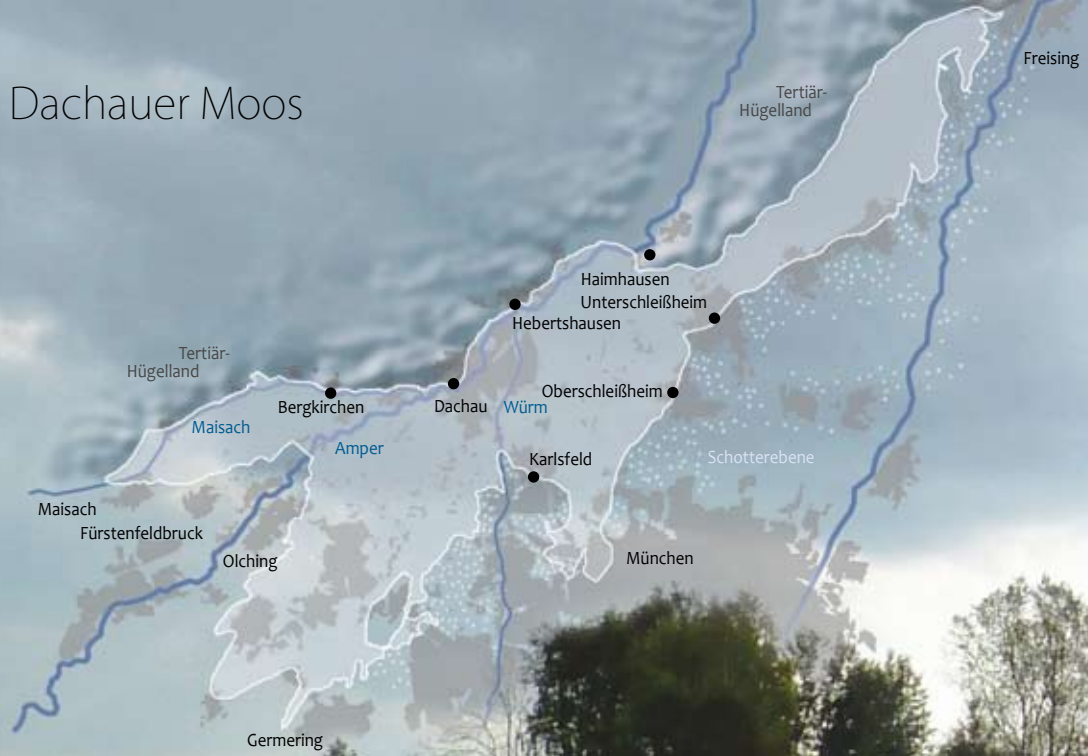 Freising
Dachauer Moos
Tertiär-
Hügelland
Haimhausen
Unterschleißheim
Hebertshausen
Tertiär-
Hügelland
Oberschleißheim
Bergkirchen
Dachau
Würm
Maisach
Amper
Karlsfeld
Schotterebene
Maisach
Fürstenfeldbruck
Olching
München
Germering